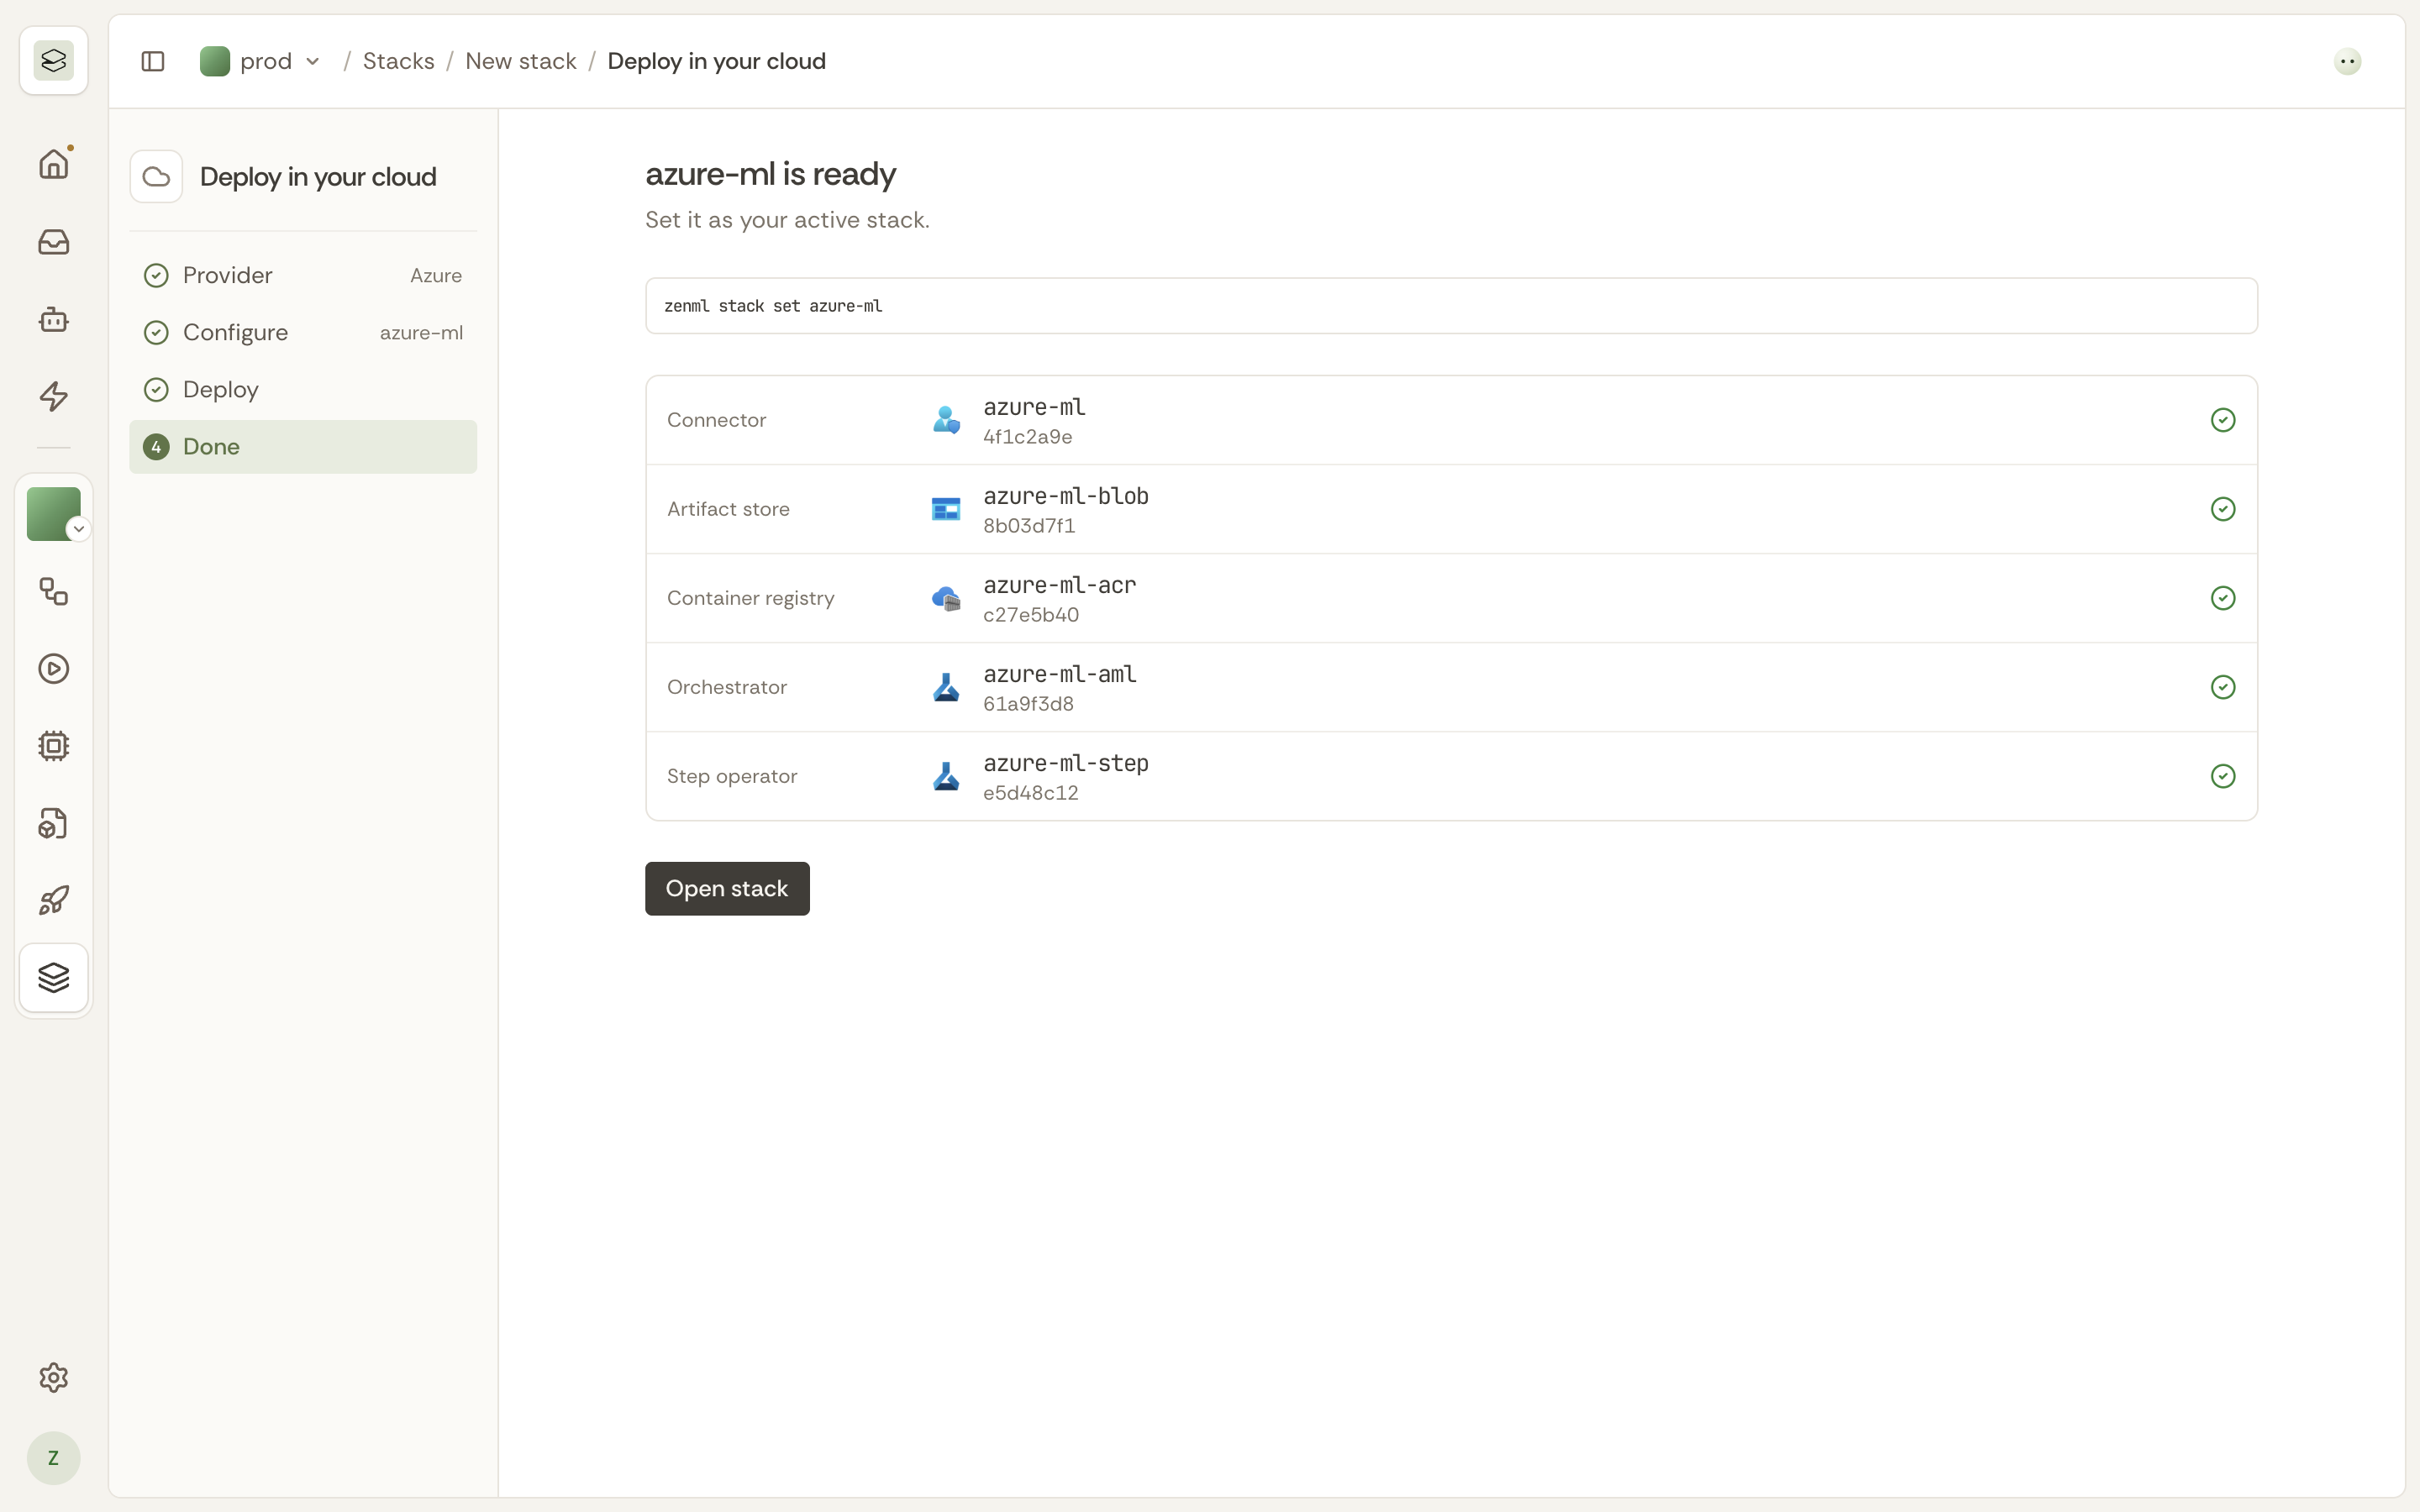 prod / Stacks / New stack / Deploy in your cloud
Deploy in your cloud
Provider Azure
Configure azure-ml
Deploy
4 Done
azure-ml is ready
Set it as your active stack.
zenml stack set azure-ml
Connector azure-ml
4f1c2a9e
Artifact store azure-ml-blob
8b03d7f1
Container registry azure-ml-acr
c27e5b40
Orchestrator azure-ml-aml
61a9f3d8
Step operator azure-ml-step
e5d48c12
Open stack
Z